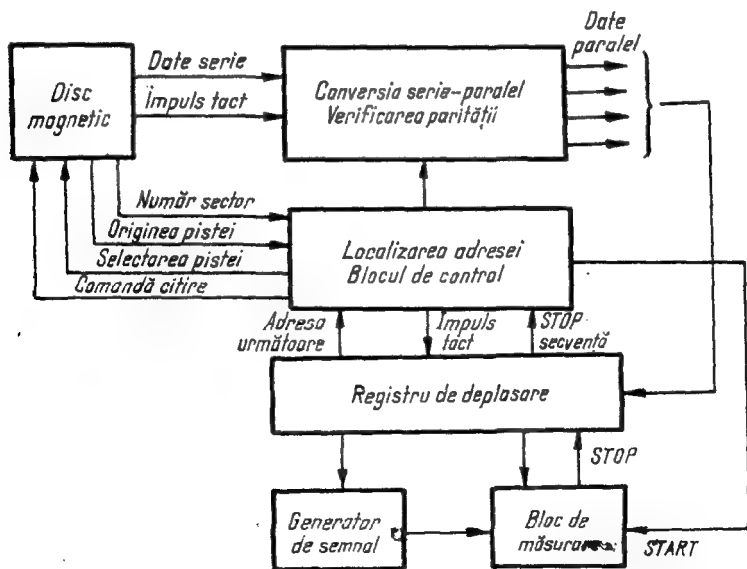 Date
paralel
Disc
magnetic
Date serie
Impuls tact
Conversia serie-paralel
Verificarea parității
Număr sector
Originea pistei
Selectarea pistei
Comandă citire
Localizarea adresei
Blocul de control
Adresa
următoare
Impuls
tact
STOP
secvență
Registru de deplasare
STOP
Generator
de semnal
Bloc de
măsurare
START